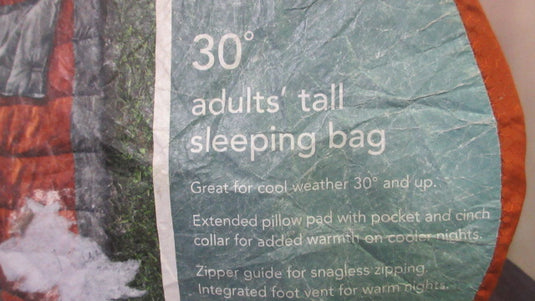 30°
adults' tall
sleeping bag
Great for cool weather 30° and up.
Extended pillow pad with pocket and cinch
collar for added warmth on cooler nights.
Zipper guide for snagless zipping.
Integrated foot vent for warm nights.